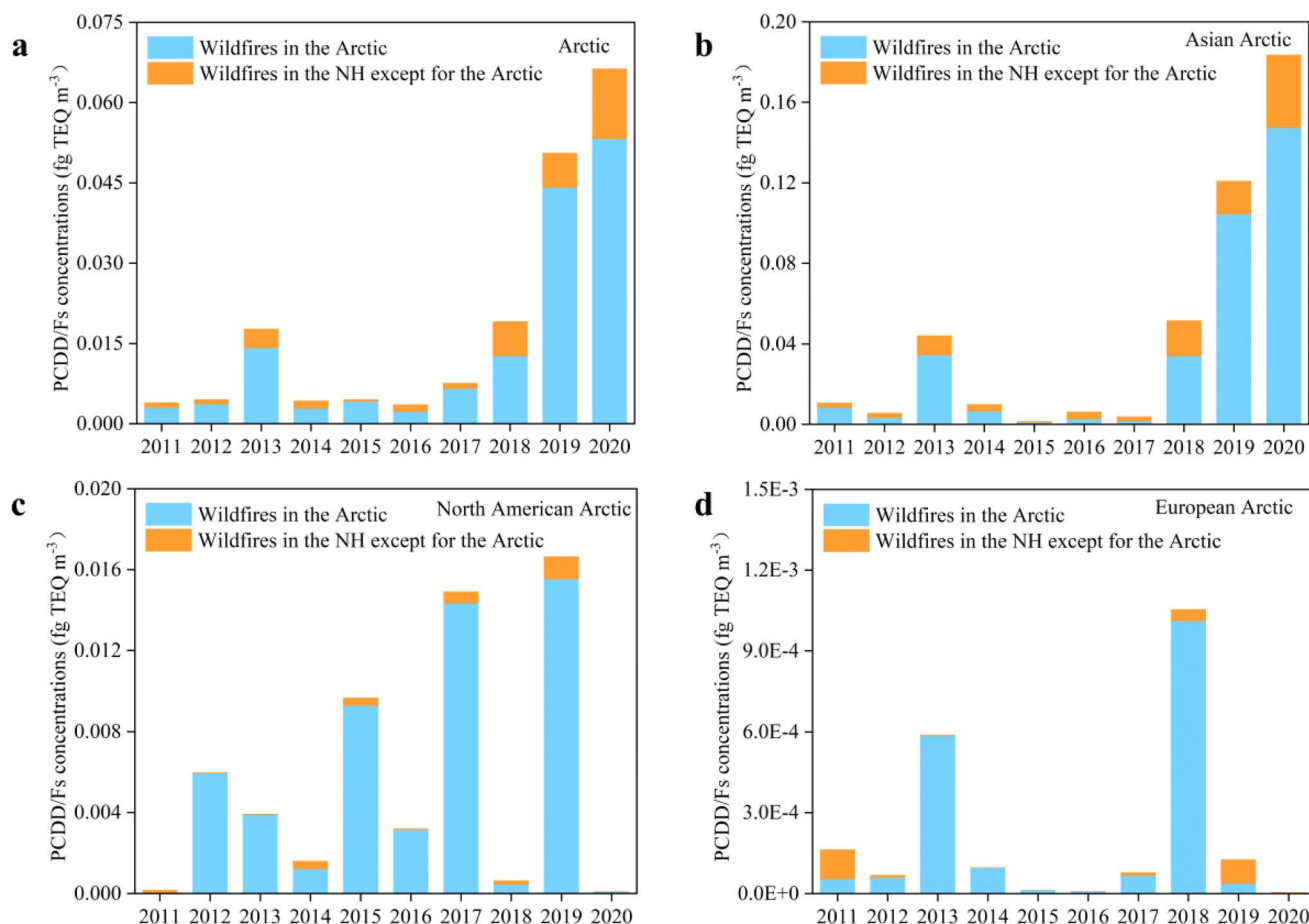 a
Arctic
Wildfires in the Arctic
Wildfires in the NH except for the Arctic
PCDD/Fs concentrations (fg TEQ m⁻³)
0.075
0.060
0.045
0.030
0.015
0.000
2011 2012 2013 2014 2015 2016 2017 2018 2019 2020
b
Asian Arctic
Wildfires in the Arctic
Wildfires in the NH except for the Arctic
PCDD/Fs concentrations (fg TEQ m⁻³)
0.20
0.16
0.12
0.08
0.04
0.00
2011 2012 2013 2014 2015 2016 2017 2018 2019 2020
c
North American Arctic
Wildfires in the Arctic
Wildfires in the NH except for the Arctic
PCDD/Fs concentrations (fg TEQ m⁻³)
0.020
0.016
0.012
0.008
0.004
0.000
2011 2012 2013 2014 2015 2016 2017 2018 2019 2020
d
European Arctic
Wildfires in the Arctic
Wildfires in the NH except for the Arctic
PCDD/Fs concentrations (fg TEQ m⁻³)
1.5E-3
1.2E-3
9.0E-4
6.0E-4
3.0E-4
0.0E+0
2011 2012 2013 2014 2015 2016 2017 2018 2019 2020